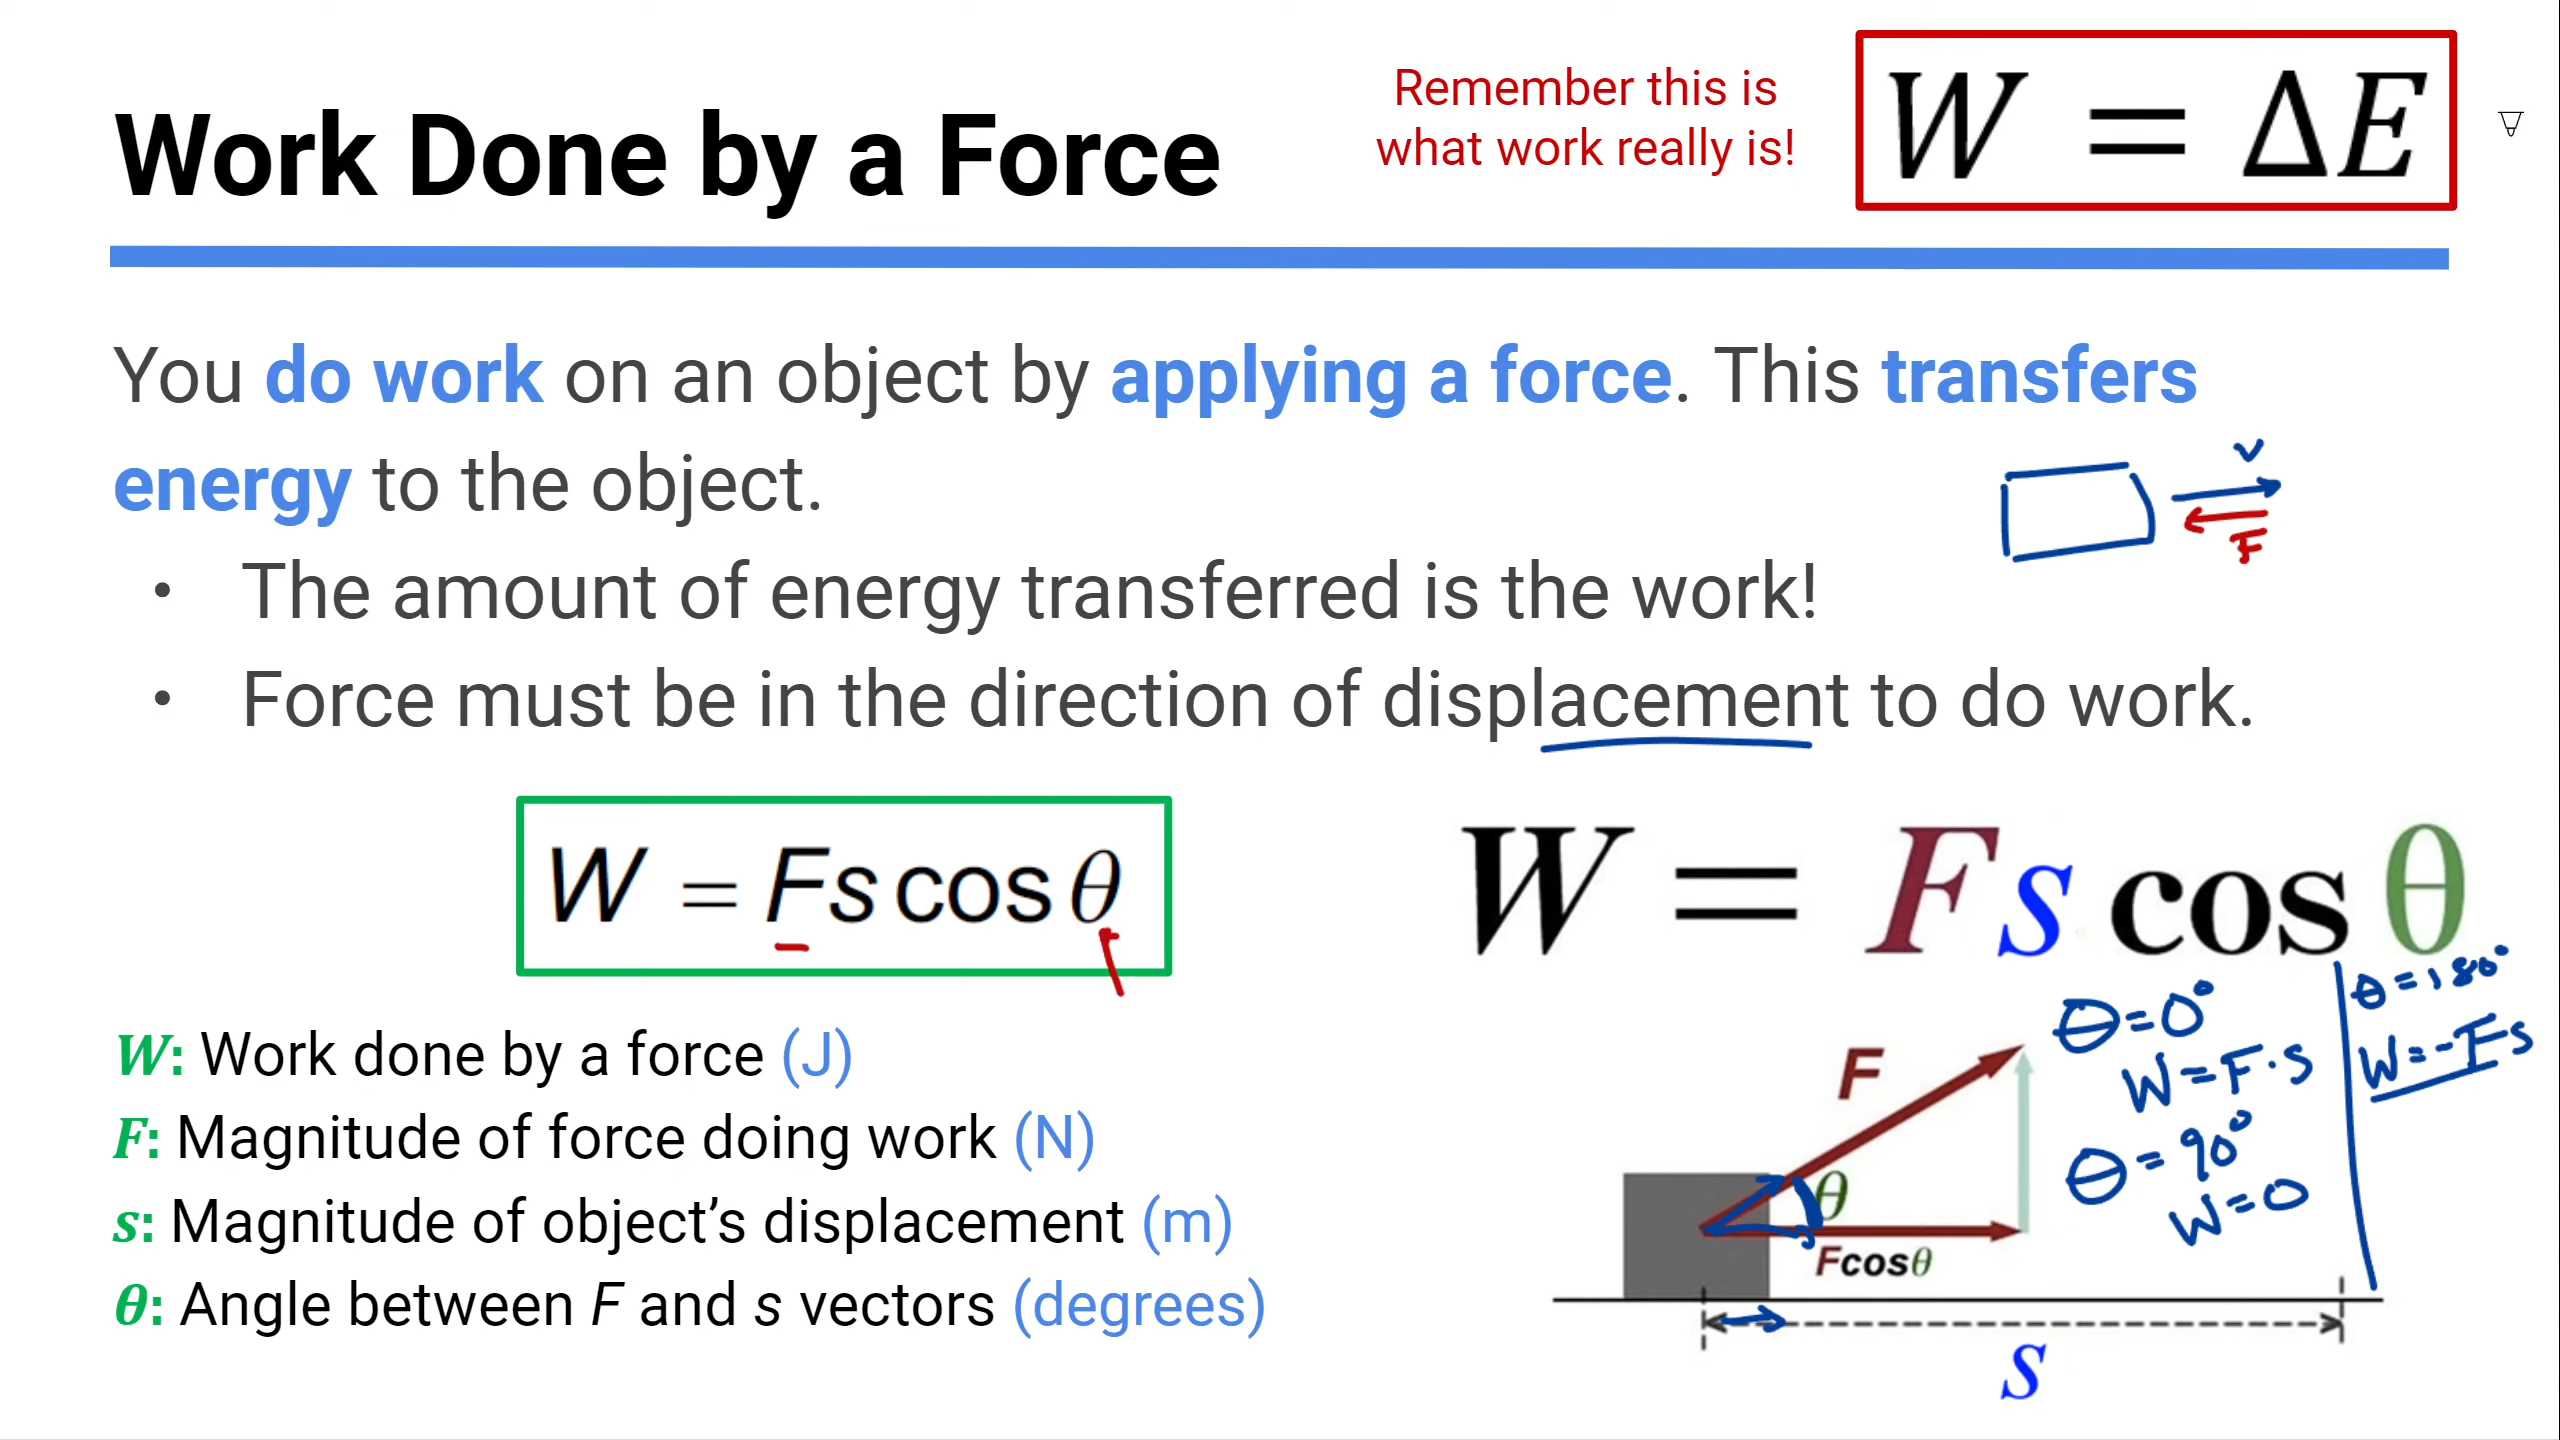 Work Done by a Force
Remember this is
what work really is!
W = ΔE
You do work on an object by applying a force. This transfers
energy to the object.
v
F
• The amount of energy transferred is the work!
• Force must be in the direction of displacement to do work.
W = Fs cos θ
W = Fs cos θ
W: Work done by a force (J)
F: Magnitude of force doing work (N)
s: Magnitude of object’s displacement (m)
θ: Angle between F and s vectors (degrees)
F
θ
Fcosθ
s
θ=0°
W=F·s
θ=90°
W=0
θ=180°
W=-Fs